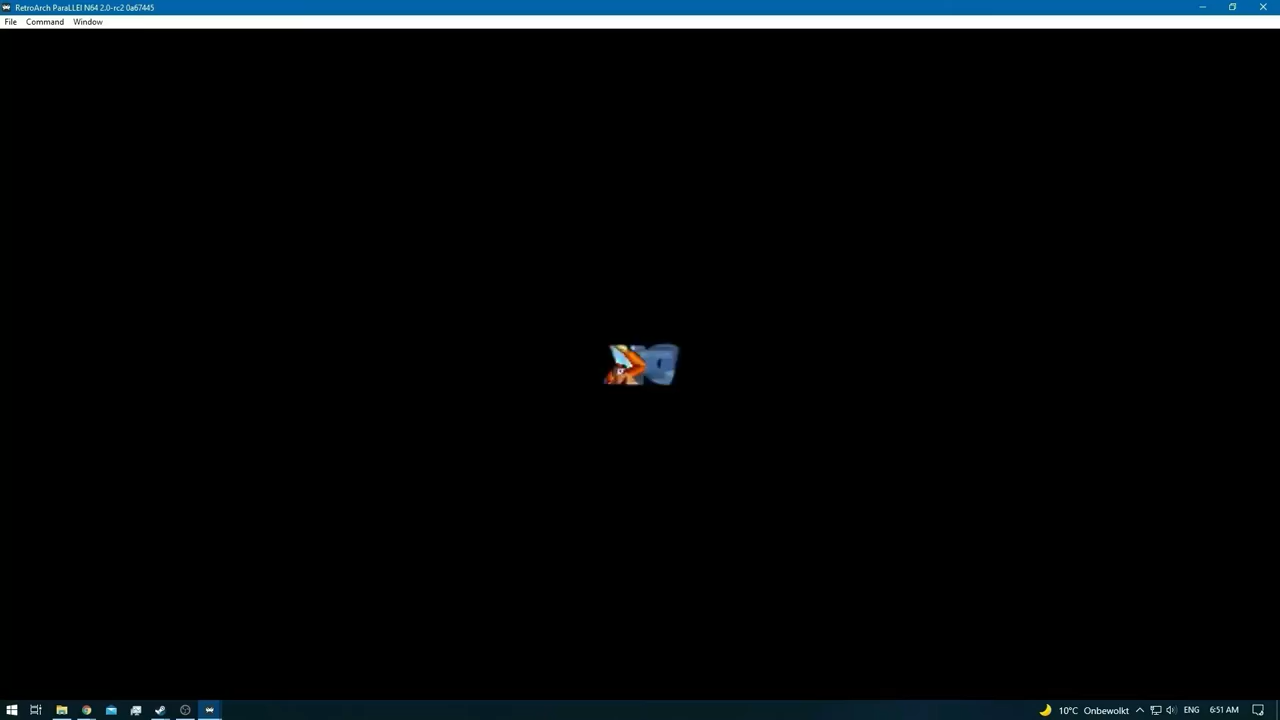 RetroArch ParaLLEl N64 2.0-rc2 0a67445
File Command Window
10°C Onbewolkt ENG 6:51 AM